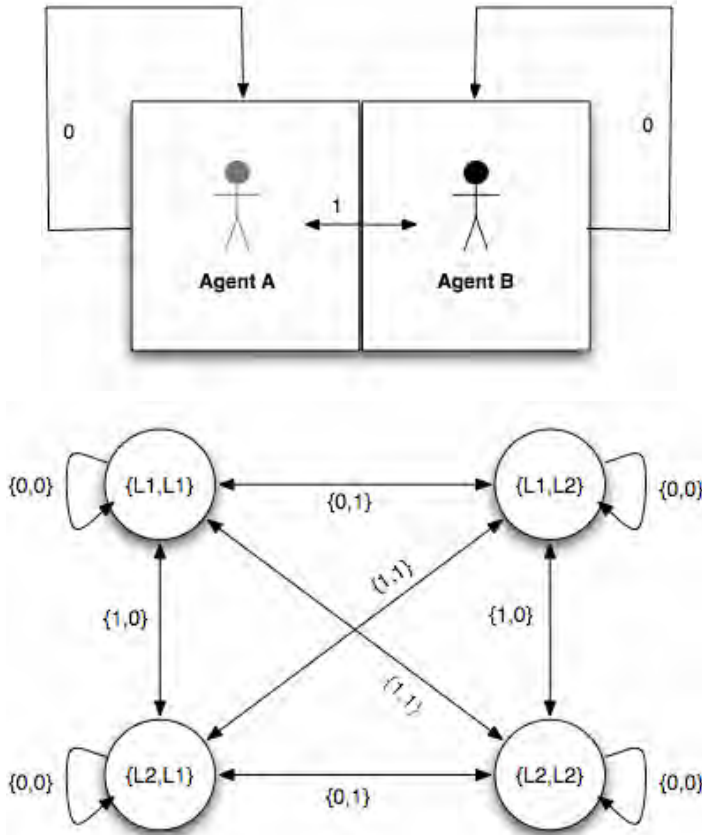 0
0
1
Agent A
Agent B
{0,0}
{L1,L1}
{L1,L2}
{0,0}
{0,1}
{1,1}
{1,0}
{1,0}
{1,1}
{0,0}
{L2,L1}
{L2,L2}
{0,0}
{0,1}